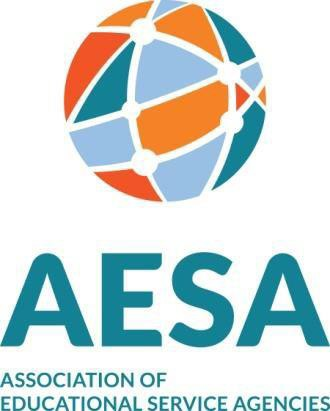 AESA
ASSOCIATION OF
EDUCATIONAL SERVICE AGENCIES